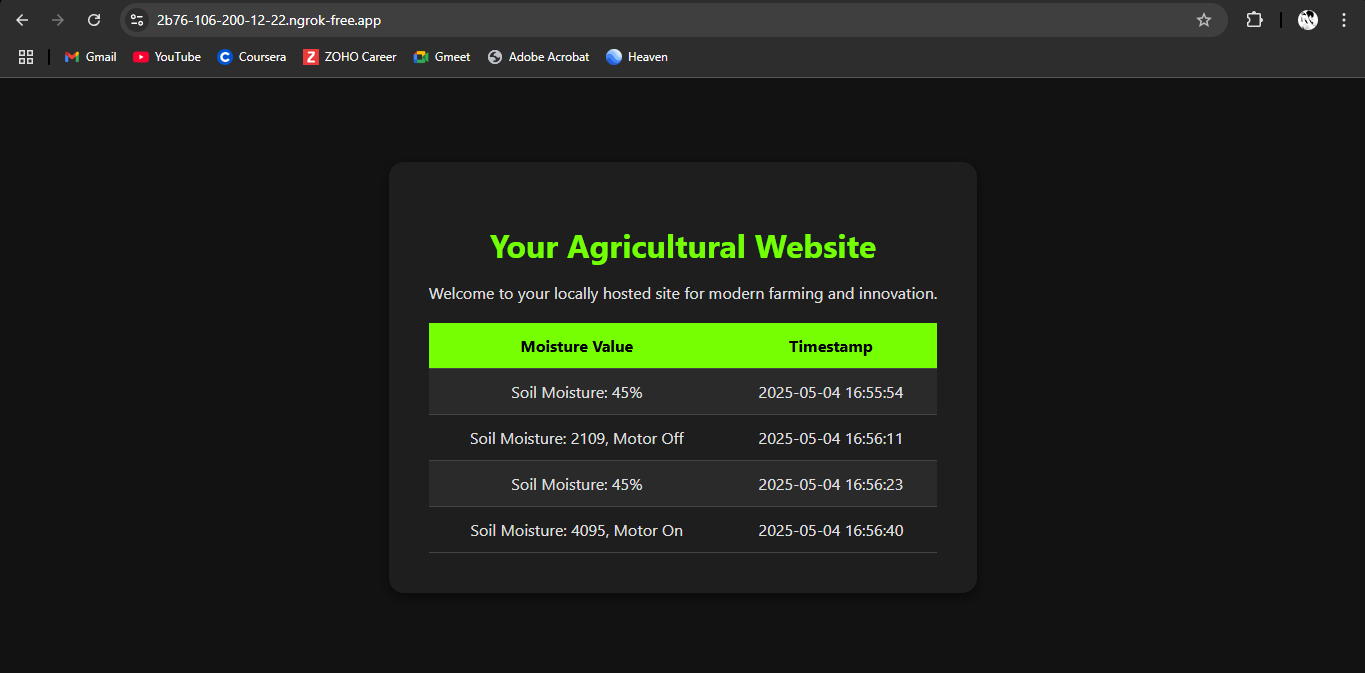 2b76-106-200-12-22.ngrok-free.app
Gmail YouTube Coursera ZOHO Career Gmeet Adobe Acrobat Heaven
Your Agricultural Website
Welcome to your locally hosted site for modern farming and innovation.
Moisture Value Timestamp
Soil Moisture: 45% 2025-05-04 16:55:54
Soil Moisture: 2109, Motor Off 2025-05-04 16:56:11
Soil Moisture: 45% 2025-05-04 16:56:23
Soil Moisture: 4095, Motor On 2025-05-04 16:56:40